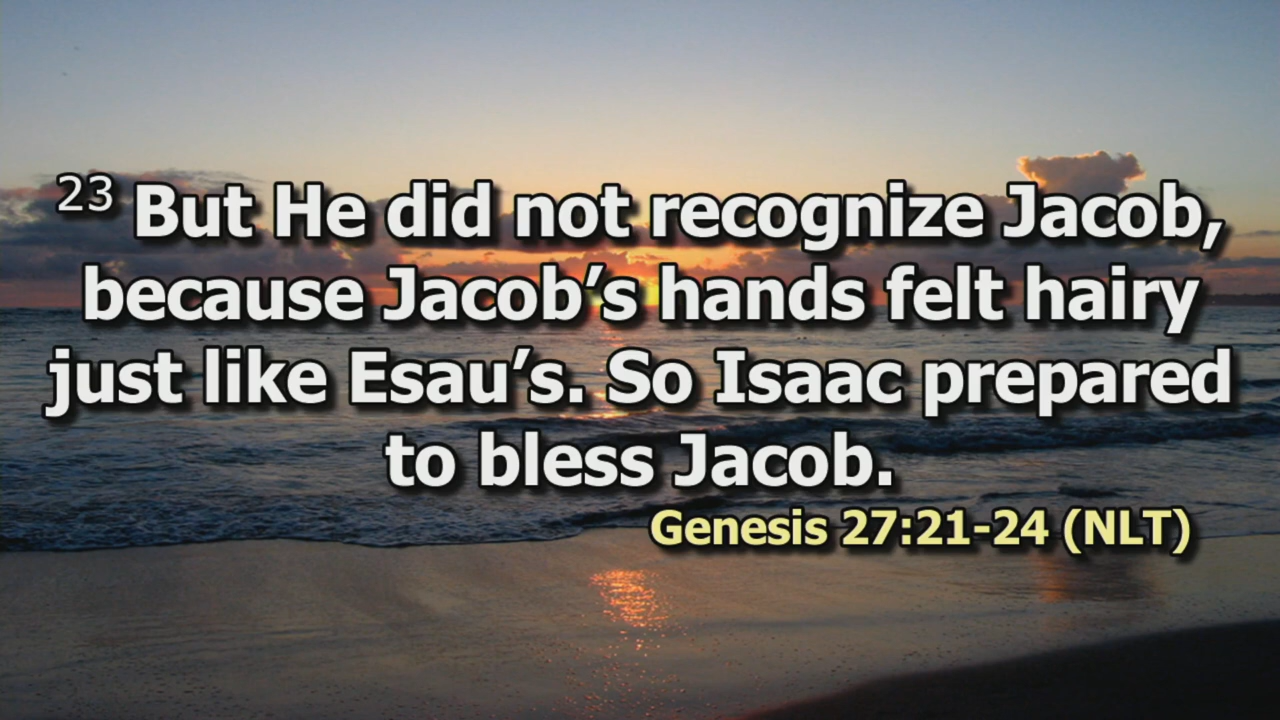 23 But He did not recognize Jacob,
because Jacob’s hands felt hairy
just like Esau’s. So Isaac prepared
to bless Jacob.
Genesis 27:21-24 (NLT)